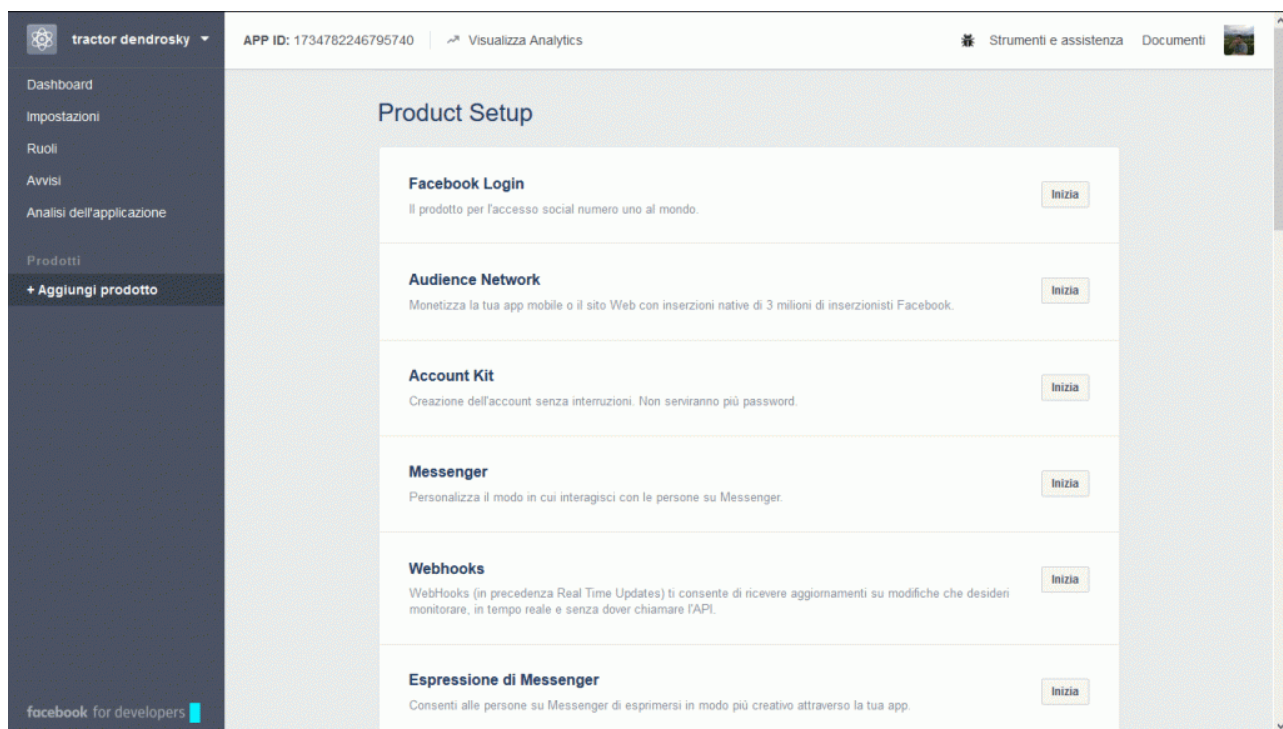 tractor dendrosky
APP ID: 1734782246795740
Visualizza Analytics
Strumenti e assistenza
Documenti
Dashboard
Impostazioni
Ruoli
Avvisi
Analisi dell'applicazione
Prodotti
+ Aggiungi prodotto
facebook for developers
Product Setup
Facebook Login
Il prodotto per l'accesso social numero uno al mondo.
Inizia
Audience Network
Monetizza la tua app mobile o il sito Web con inserzioni native di 3 milioni di inserzionisti Facebook.
Inizia
Account Kit
Creazione dell'account senza interruzioni. Non serviranno più password.
Inizia
Messenger
Personalizza il modo in cui interagisci con le persone su Messenger.
Inizia
Webhooks
WebHooks (in precedenza Real Time Updates) ti consente di ricevere aggiornamenti su modifiche che desideri
monitorare, in tempo reale e senza dover chiamare l'API.
Inizia
Espressione di Messenger
Consenti alle persone su Messenger di esprimersi in modo più creativo attraverso la tua app.
Inizia